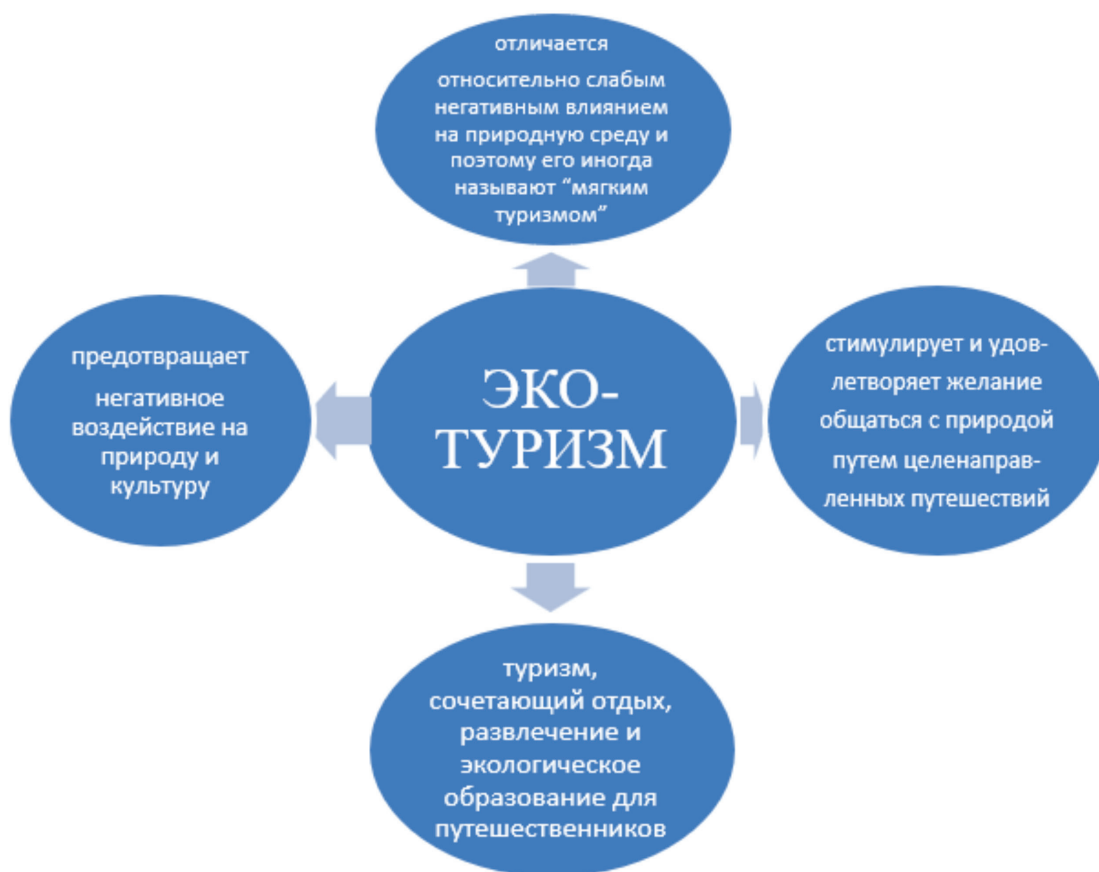 отличается
относительно слабым
негативным влиянием
на природную среду и
поэтому его иногда
называют “мягким
туризмом”
предотвращает
негативное
воздействие на
природу и
культуру
ЭКО-
ТУРИЗМ
стимулирует и удов-
летворяет желание
общаться с природой
путем целенаправ-
ленных путешествий
туризм,
сочетающий отдых,
развлечение и
экологическое
образование для
путешественников